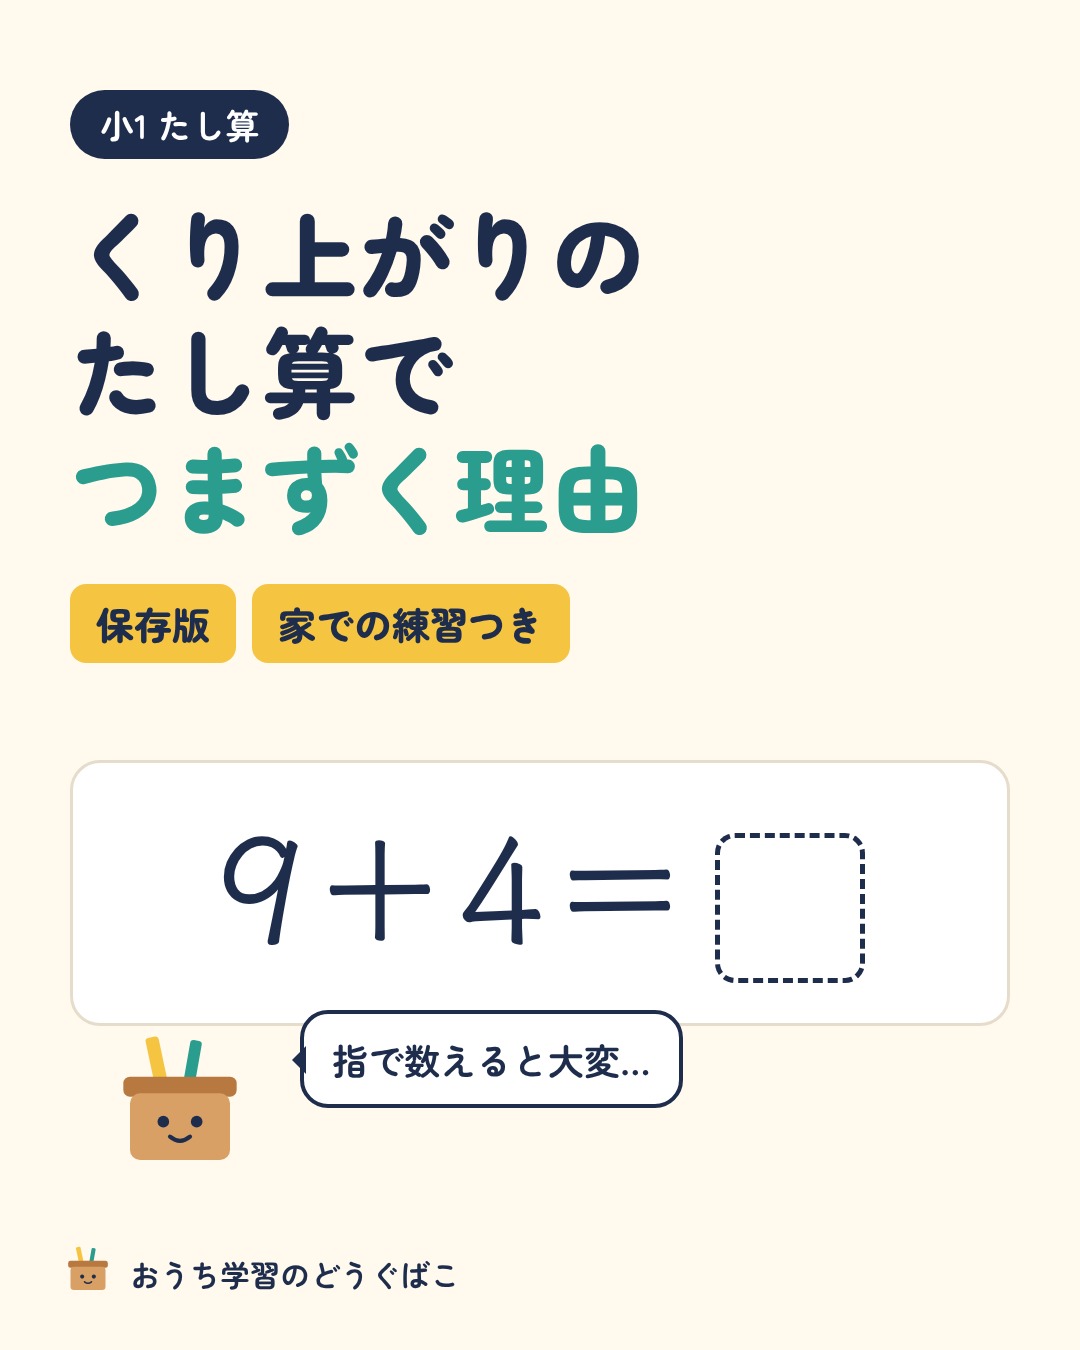 小1 たし算
くり上がりの
たし算で
つまずく理由
保存版
家での練習つき
9+4=
指で数えると大変…
おうち学習のどうぐばこ